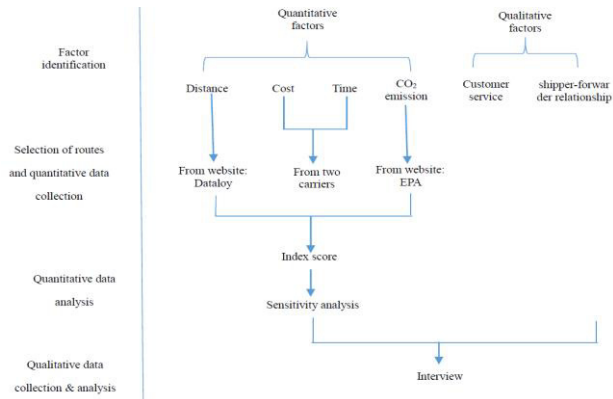 Quantitative
factors
Qualitative
factors
Factor
identification
Distance
Cost
Time
CO₂
emission
Customer
service
shipper-forwar
der relationship
Selection of routes
and quantitative data
collection
From website:
Dataloy
From two
carriers
From website:
EPA
Index score
Quantitative data
analysis
Sensitivity analysis
Qualitative data
collection & analysis
Interview